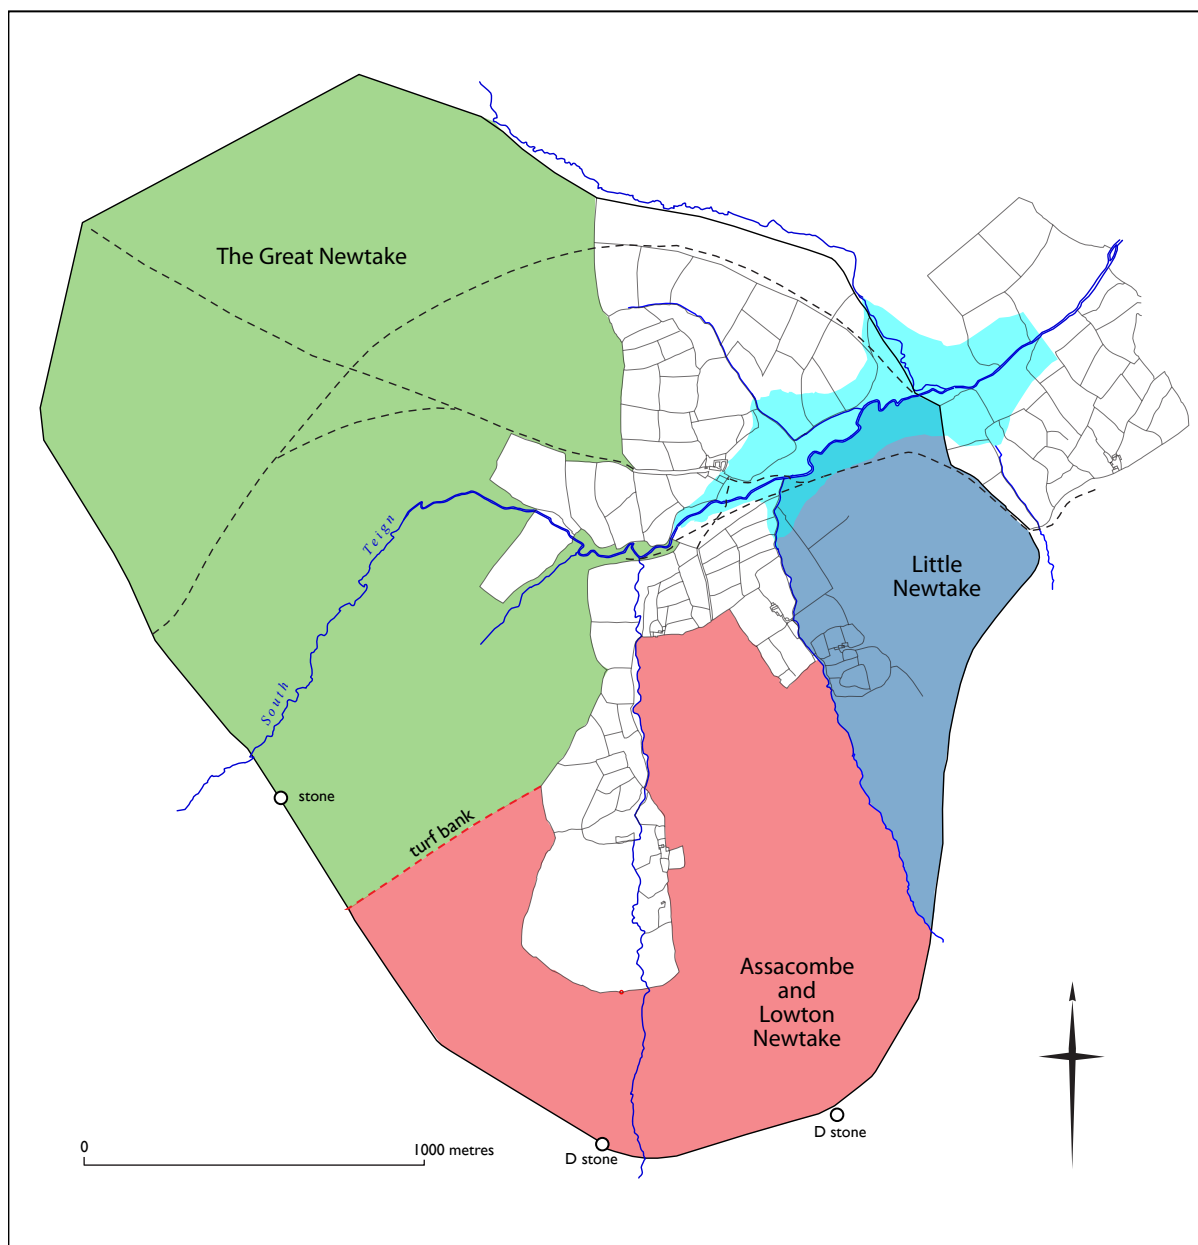 The Great Newtake
Teign
South
Little
Newtake
stone
turf bank
Assacombe
and
Lowton
Newtake
D stone
D stone
0
1000 metres